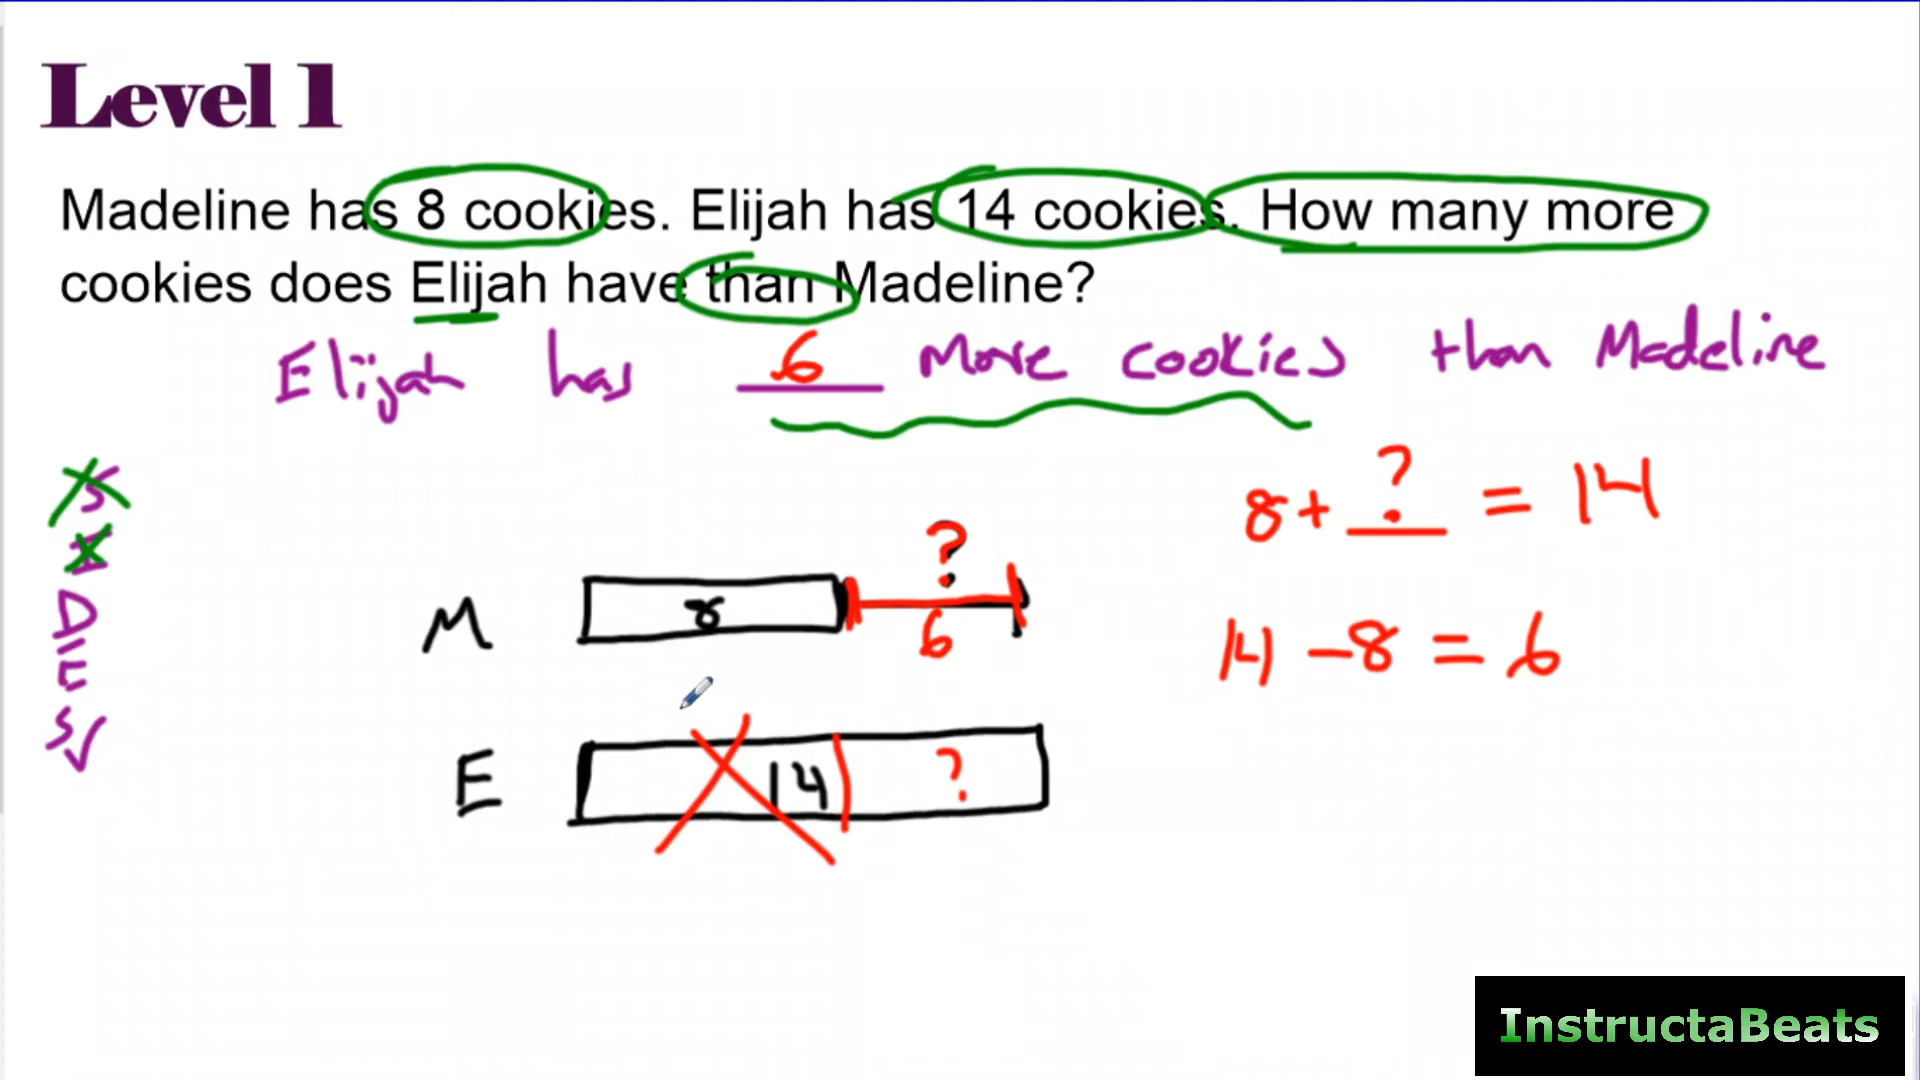 Level 1
Madeline has 8 cookies. Elijah has 14 cookies. How many more
cookies does Elijah have than Madeline?
Elijah has 6 more cookies than Madeline
S
D
E
S
8 + ? = 14
? 
M 8 6
14 - 8 = 6
E 14 ?
InstructaBeats